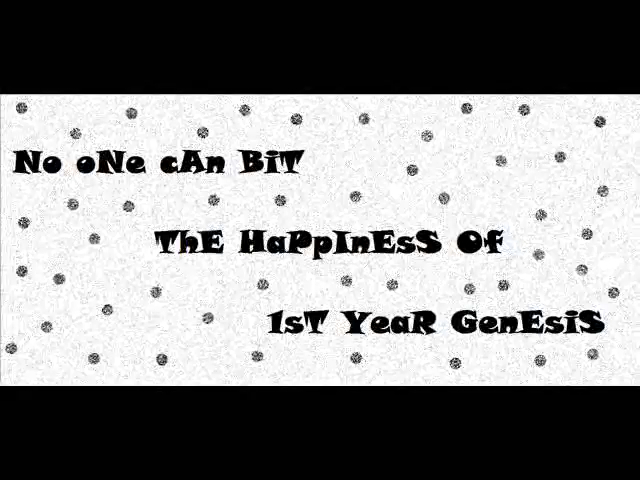 No oNe cAn BiT
ThE HaPpInEsS Of
1sT YeaR GenEsiS